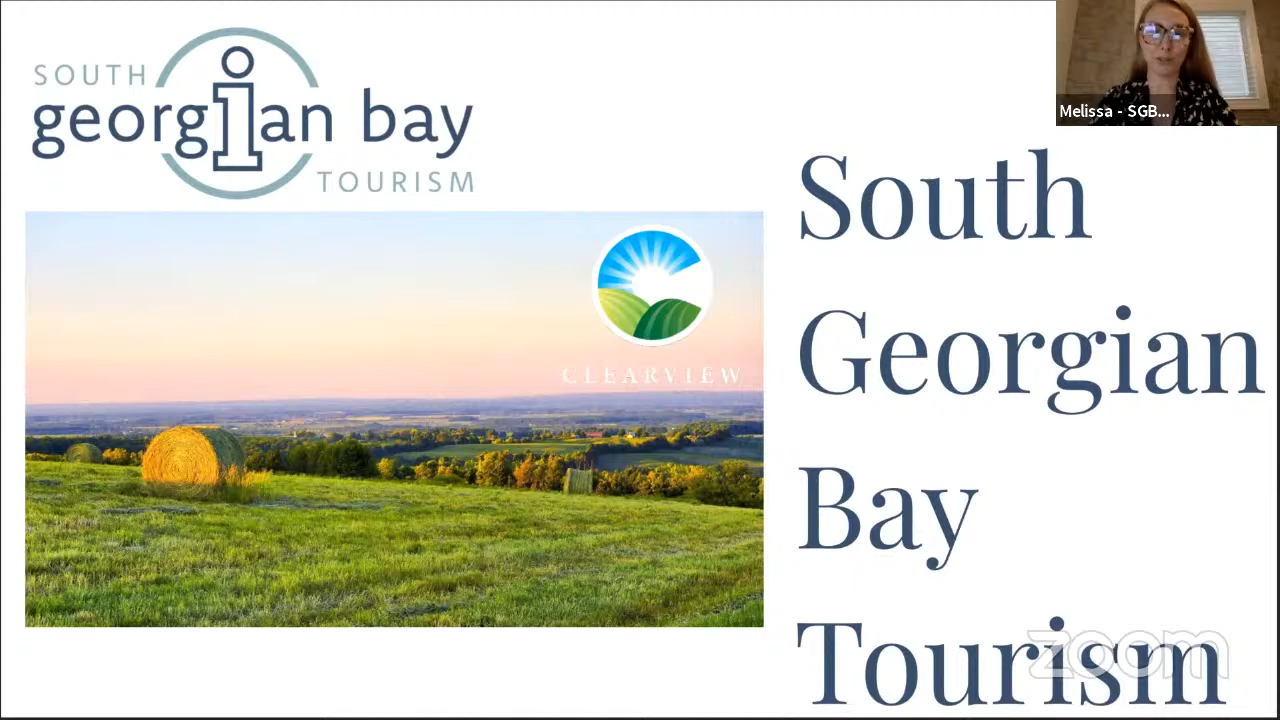 SOUTH
georgian bay
TOURISM
CLEARVIEW
Melissa - SGB...
South
Georgian
Bay
Tourism
zoom